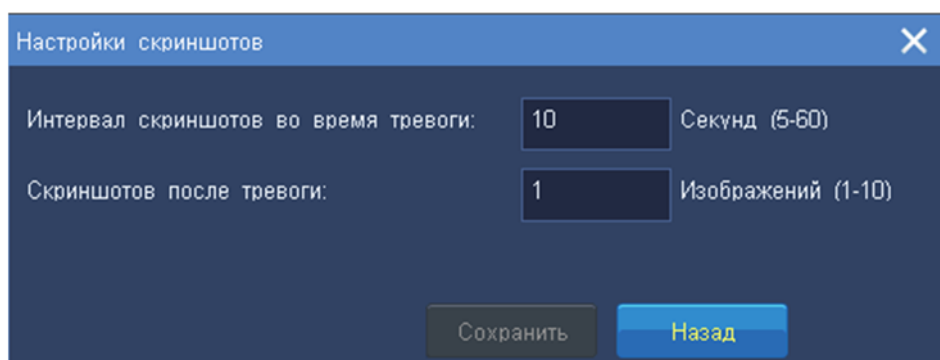 Настройки скриншотов
Интервал скриншотов во время тревоги: 10 Секунд (5-60)
Скриншотов после тревоги: 1 Изображений (1-10)
Сохранить Назад